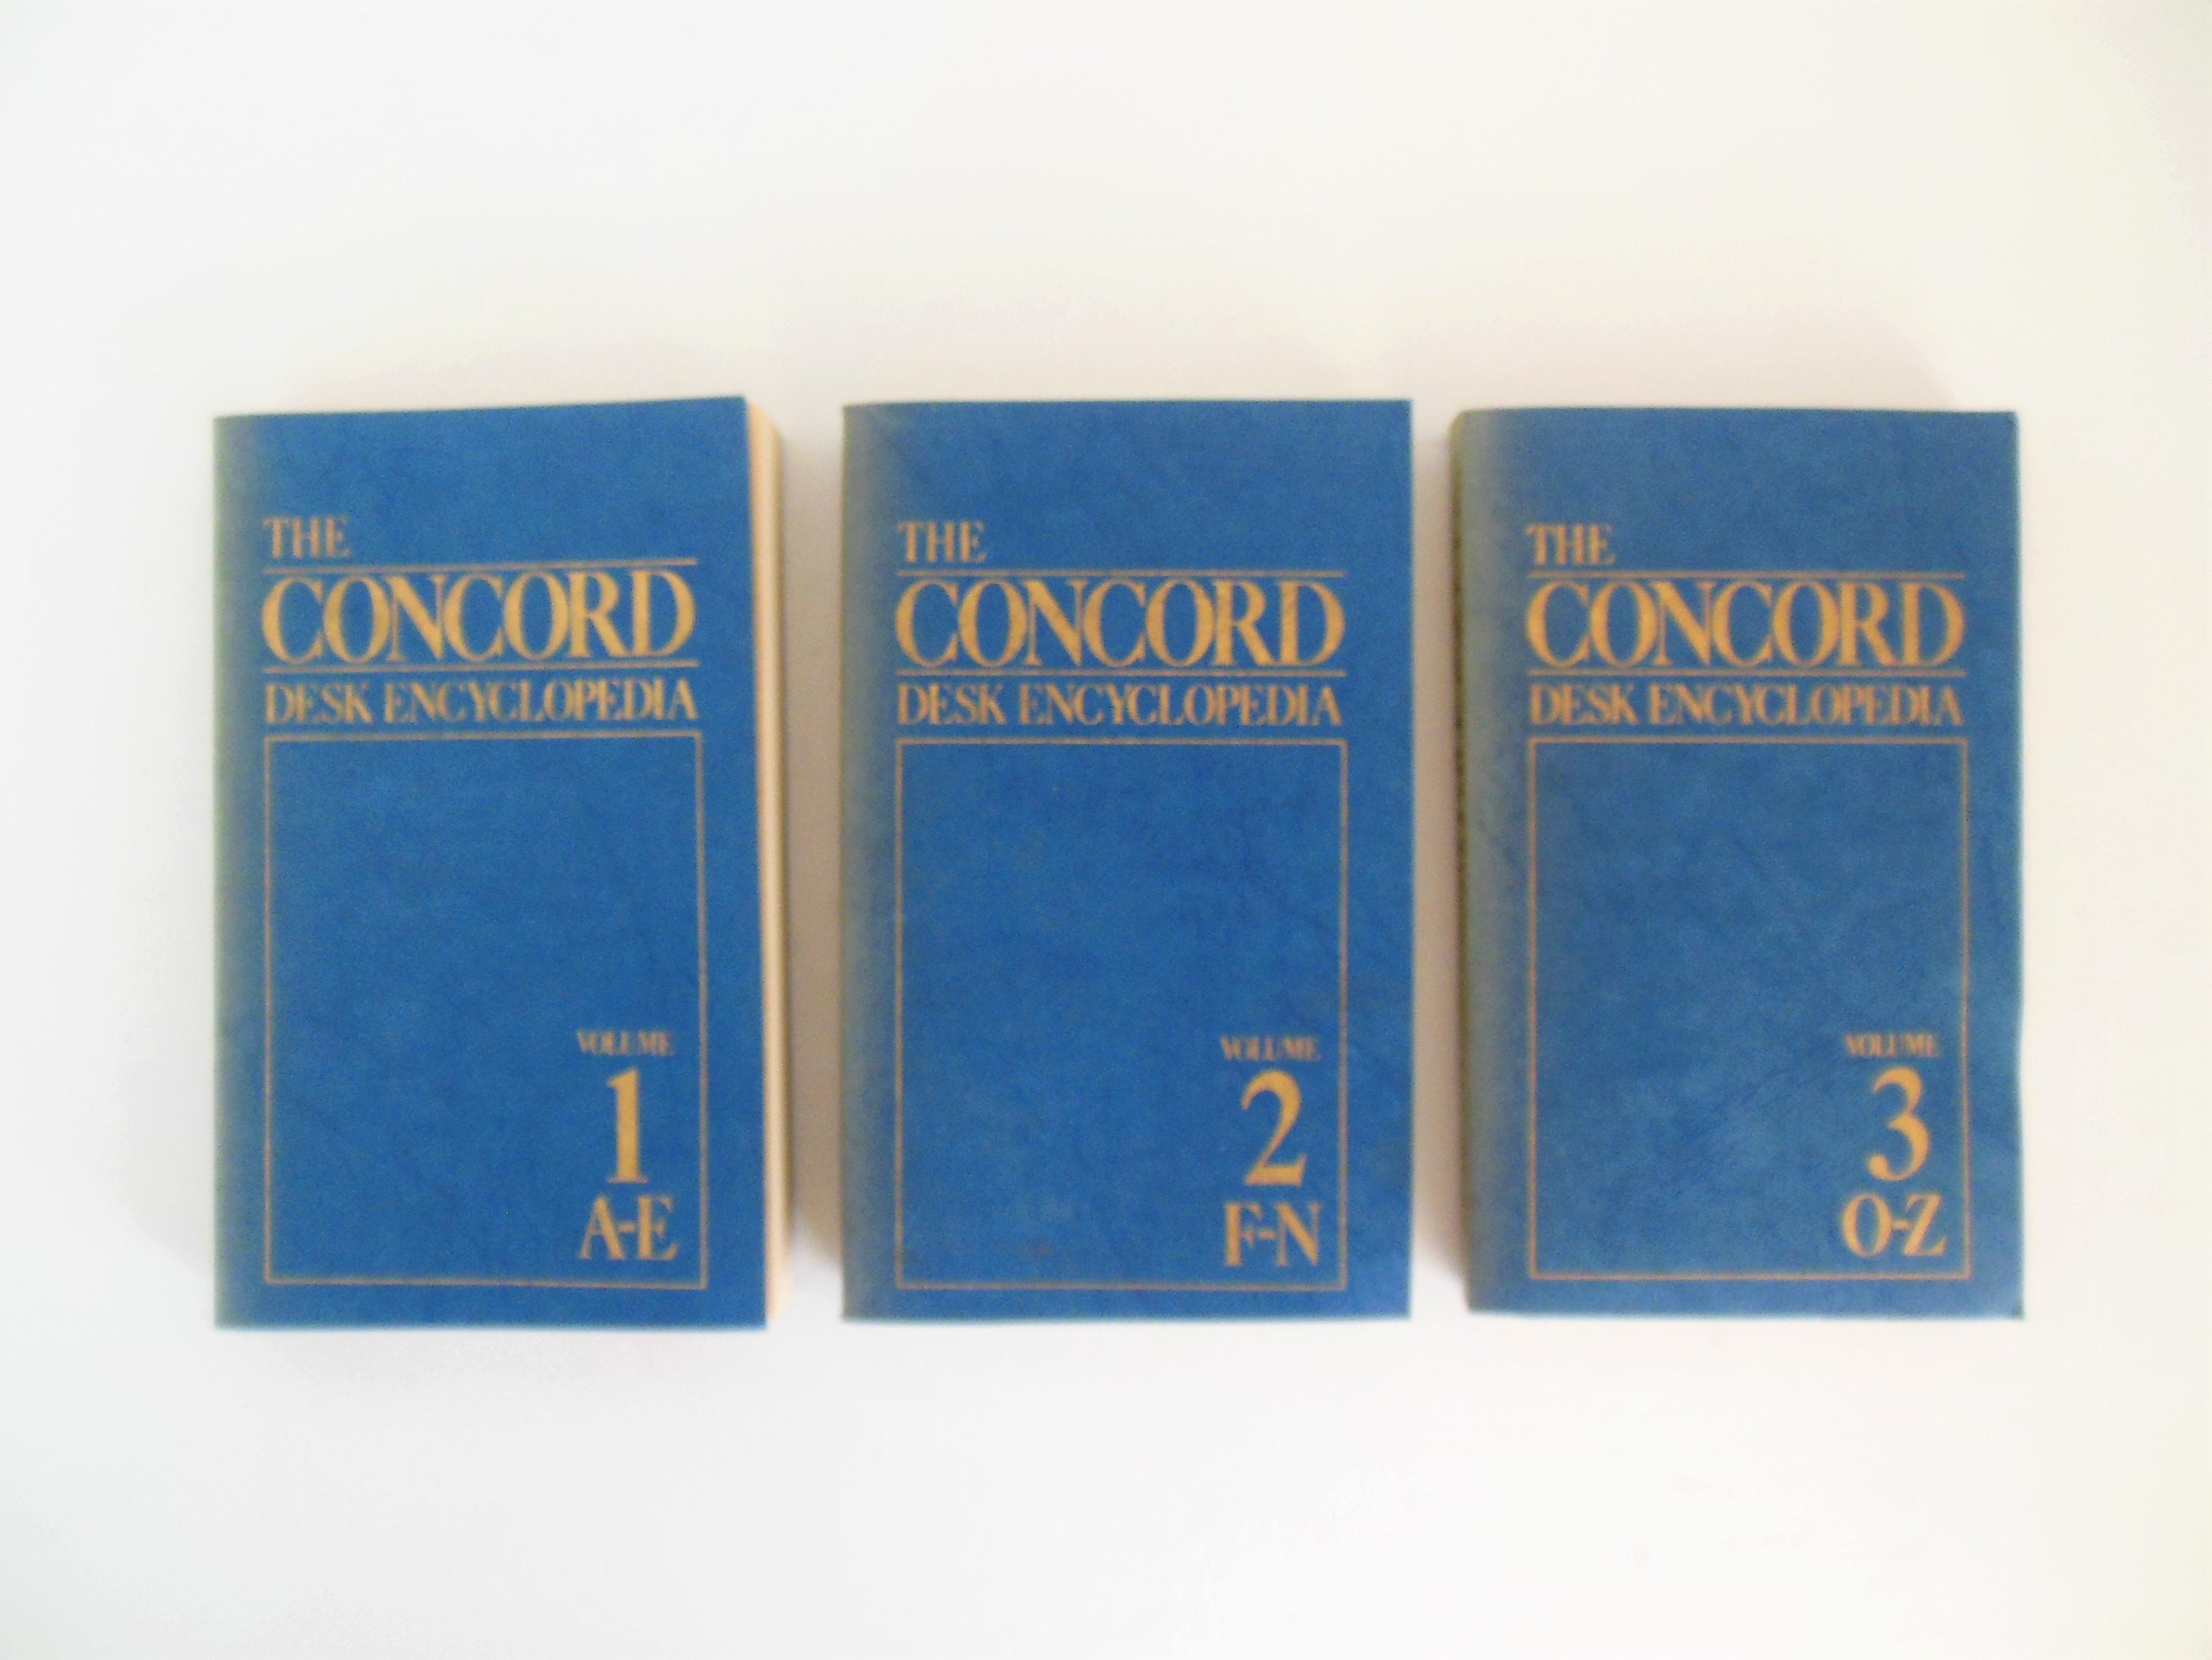 THE
CONCORD
DESK ENCYCLOPEDIA
VOLUME
1
A-E
THE
CONCORD
DESK ENCYCLOPEDIA
VOLUME
2
F-N
THE
CONCORD
DESK ENCYCLOPEDIA
VOLUME
3
O-Z